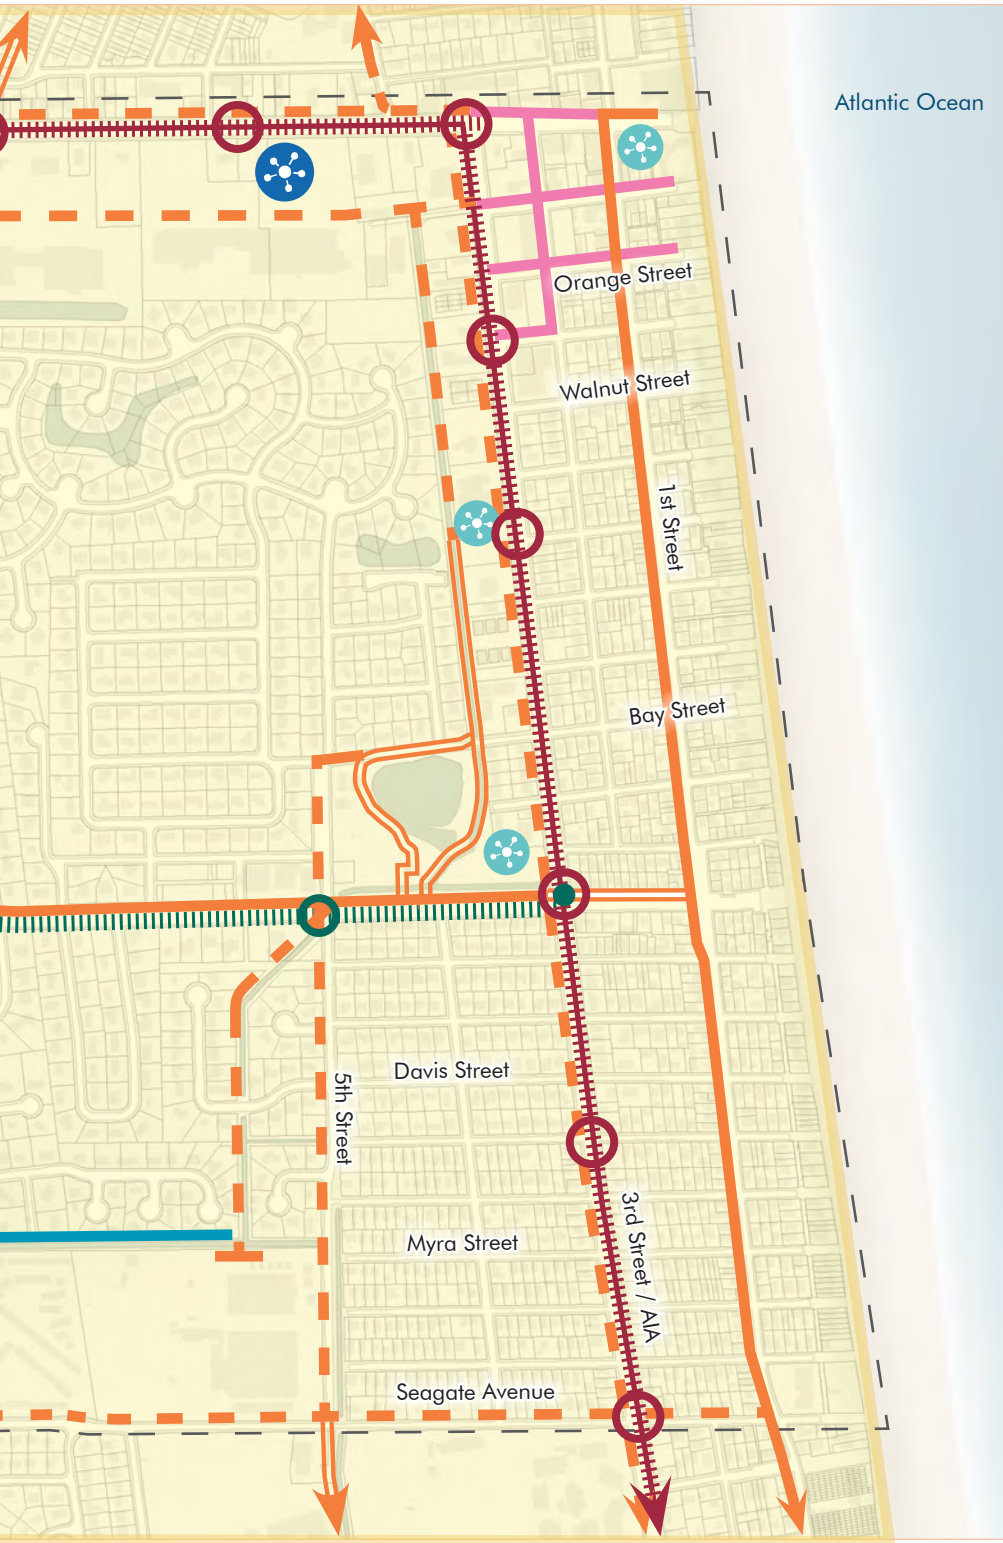 Atlantic Ocean
Orange Street
Walnut Street
1st Street
Bay Street
Davis Street
5th Street
3rd Street / A1A
Myra Street
Seagate Avenue